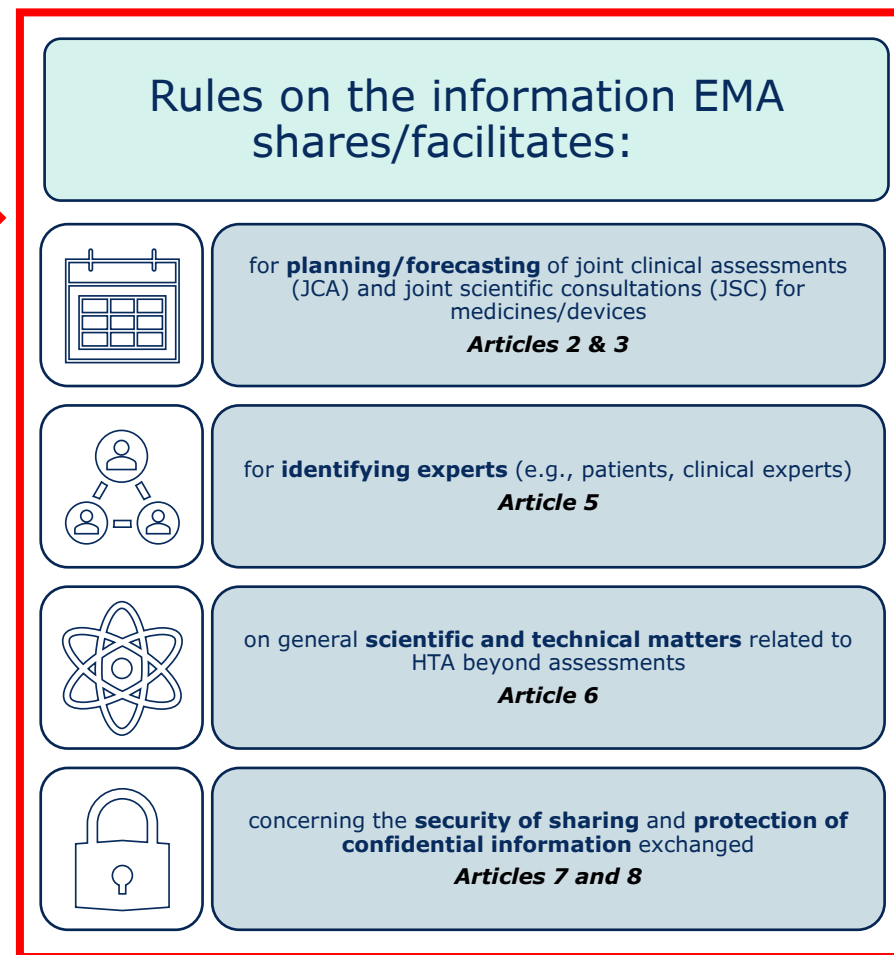 Rules on the information EMA
shares/facilitates:
for planning/forecasting of joint clinical assessments
(JCA) and joint scientific consultations (JSC) for
medicines/devices
Articles 2 & 3
for identifying experts (e.g., patients, clinical experts)
Article 5
on general scientific and technical matters related to
HTA beyond assessments
Article 6
concerning the security of sharing and protection of
confidential information exchanged
Articles 7 and 8